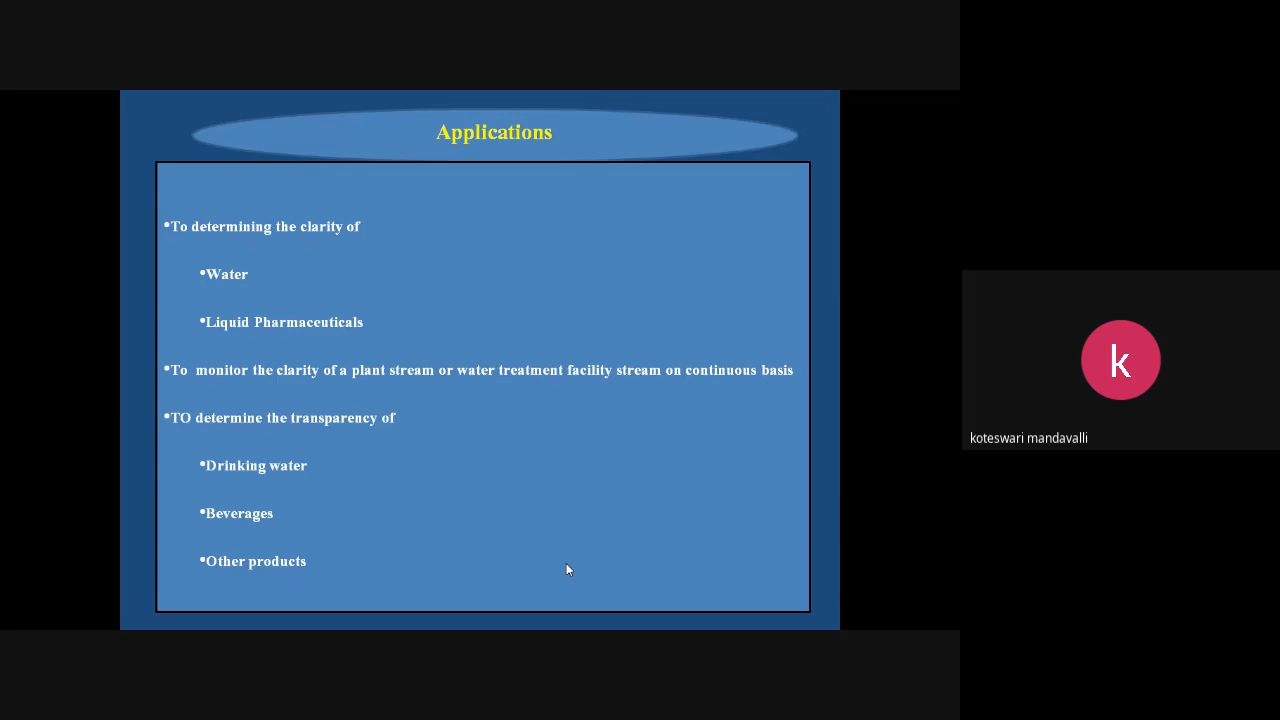 Applications
•To determining the clarity of
•Water
•Liquid Pharmaceuticals
•To monitor the clarity of a plant stream or water treatment facility stream on continuous basis
•TO determine the transparency of
•Drinking water
•Beverages
•Other products
k
koteswari mandavalli